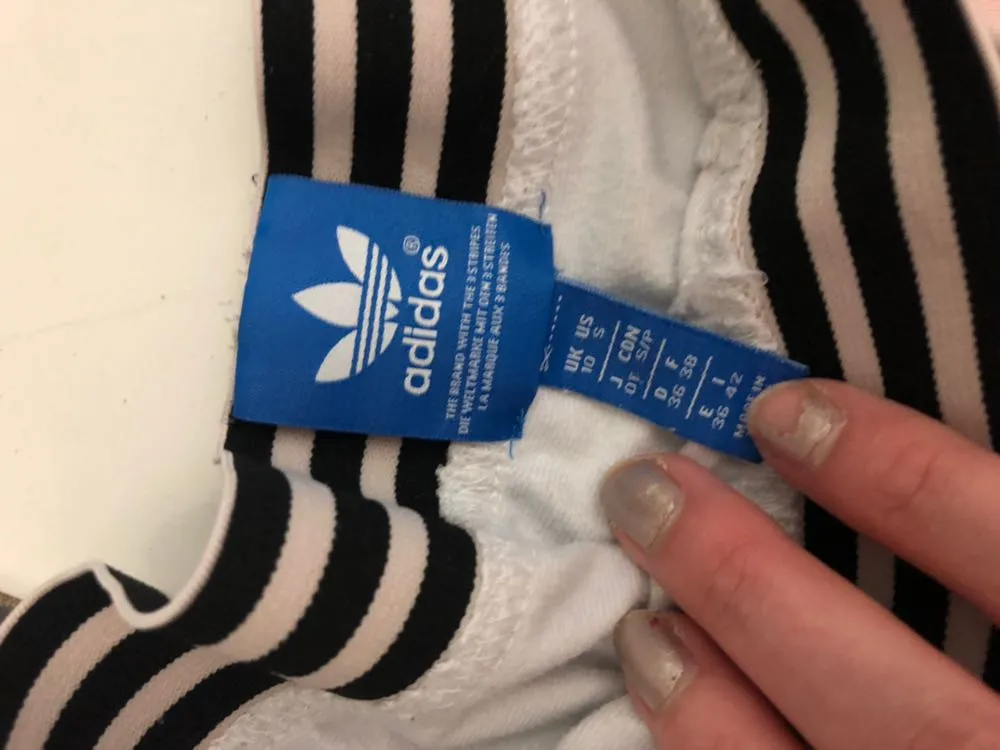 adidas®
THE BRAND WITH THE 3 STRIPES
DIE WELTMARKE MIT DEN 3 STREIFEN
LA MARQUE AUX 3 BANDES
UK US
10 S
J CON
OT S/P
D F
36 38
E I
36 42
MADE IN